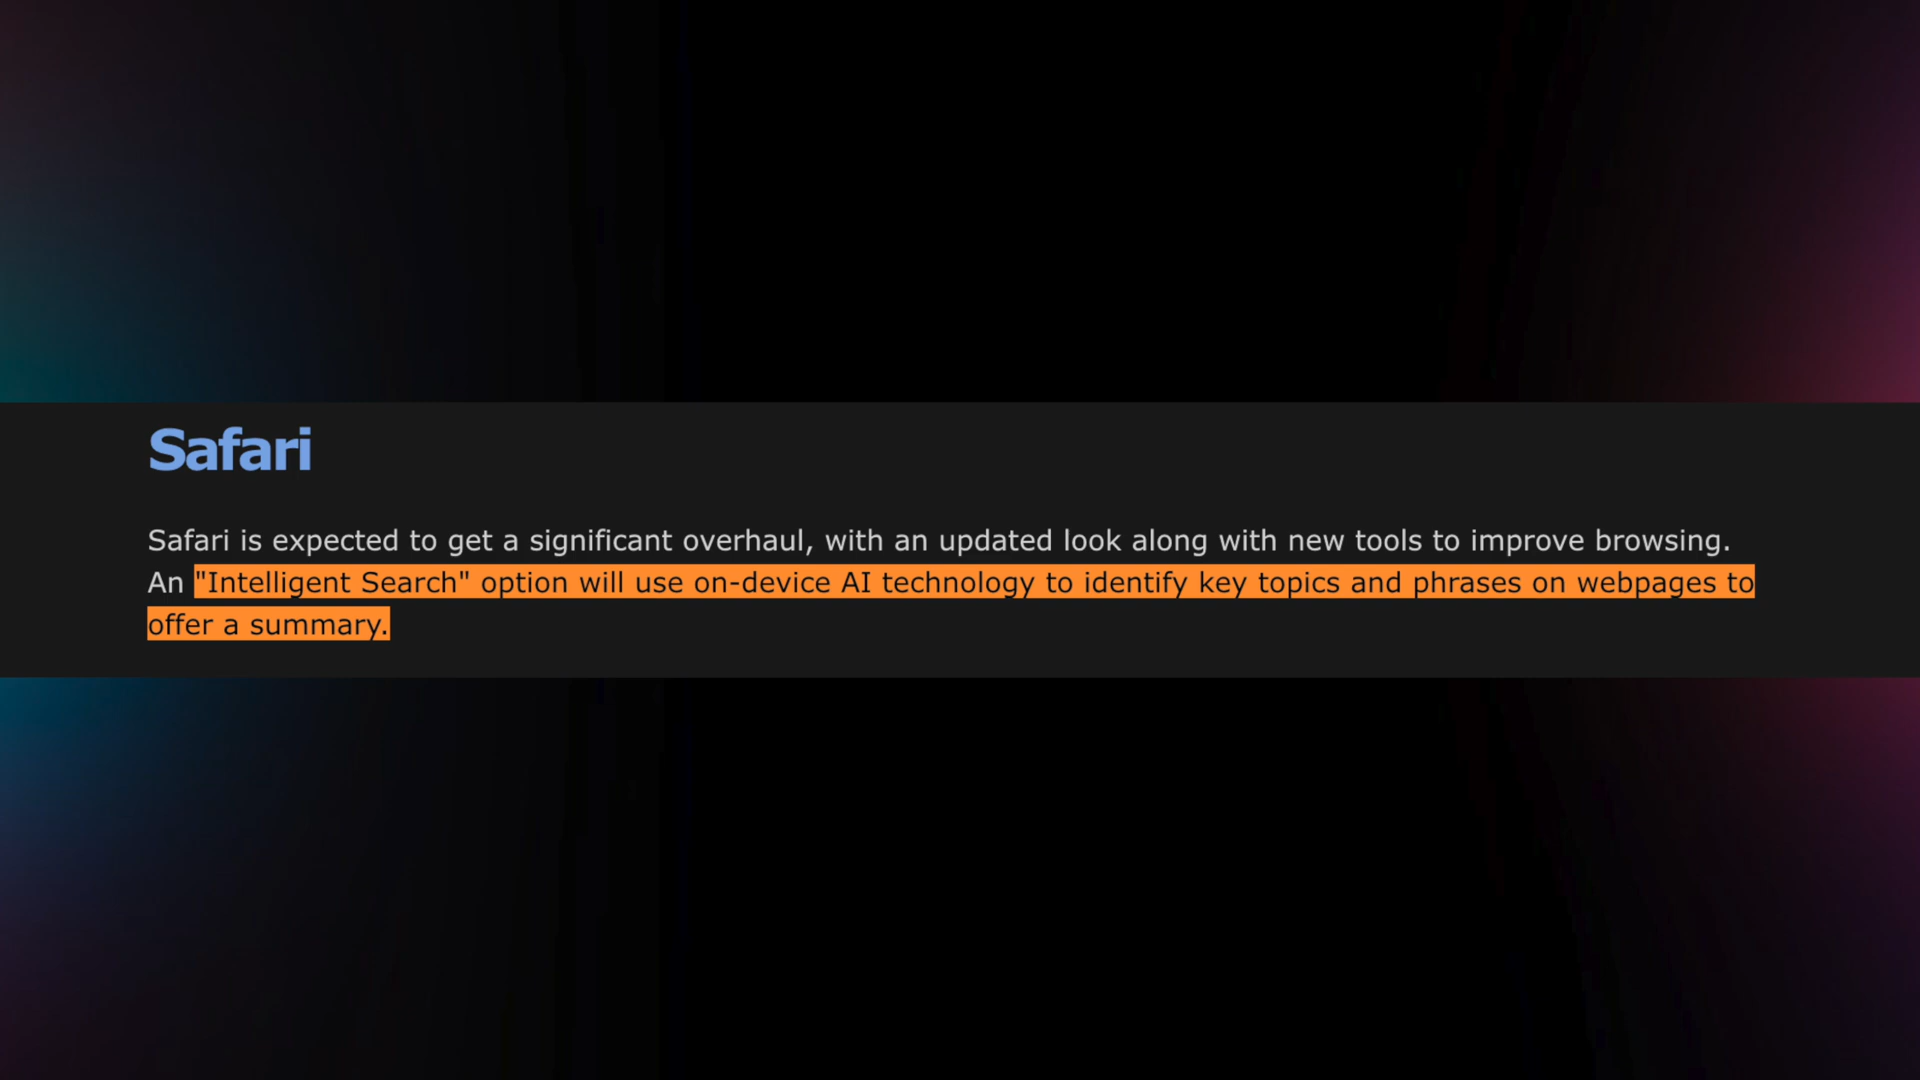 Safari
Safari is expected to get a significant overhaul, with an updated look along with new tools to improve browsing.
An "Intelligent Search" option will use on-device AI technology to identify key topics and phrases on webpages to
offer a summary.